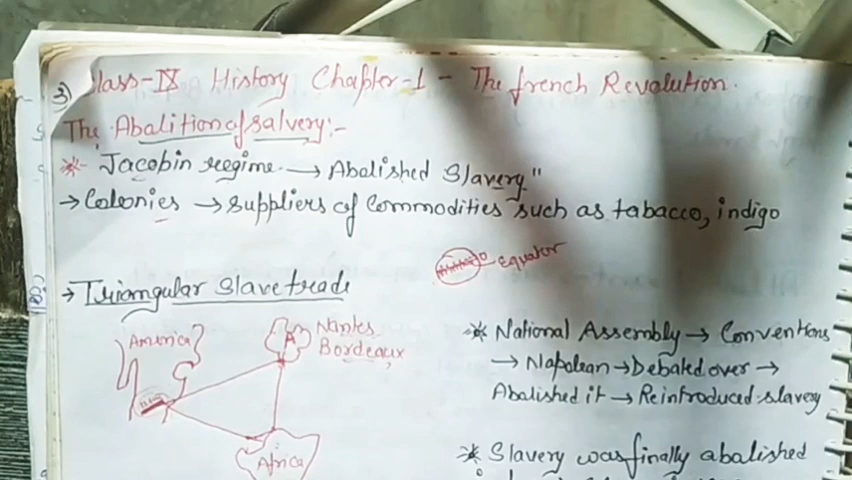 3) Class-IX History Chapter-1 - The french Revolution.
The Abalition of salvery:-
* Jacobin regime → Abolished Slavery"
→ Colonies → suppliers of commodities such as tabacco, indigo
Equator
→ Triangular Slave trade
America
Nantes
Bordeaux
Africa
* National Assembly → Conventions
→ Napolean → Debated over →
Abalished it → Reintroduced slavery
* Slavery was finally abalished